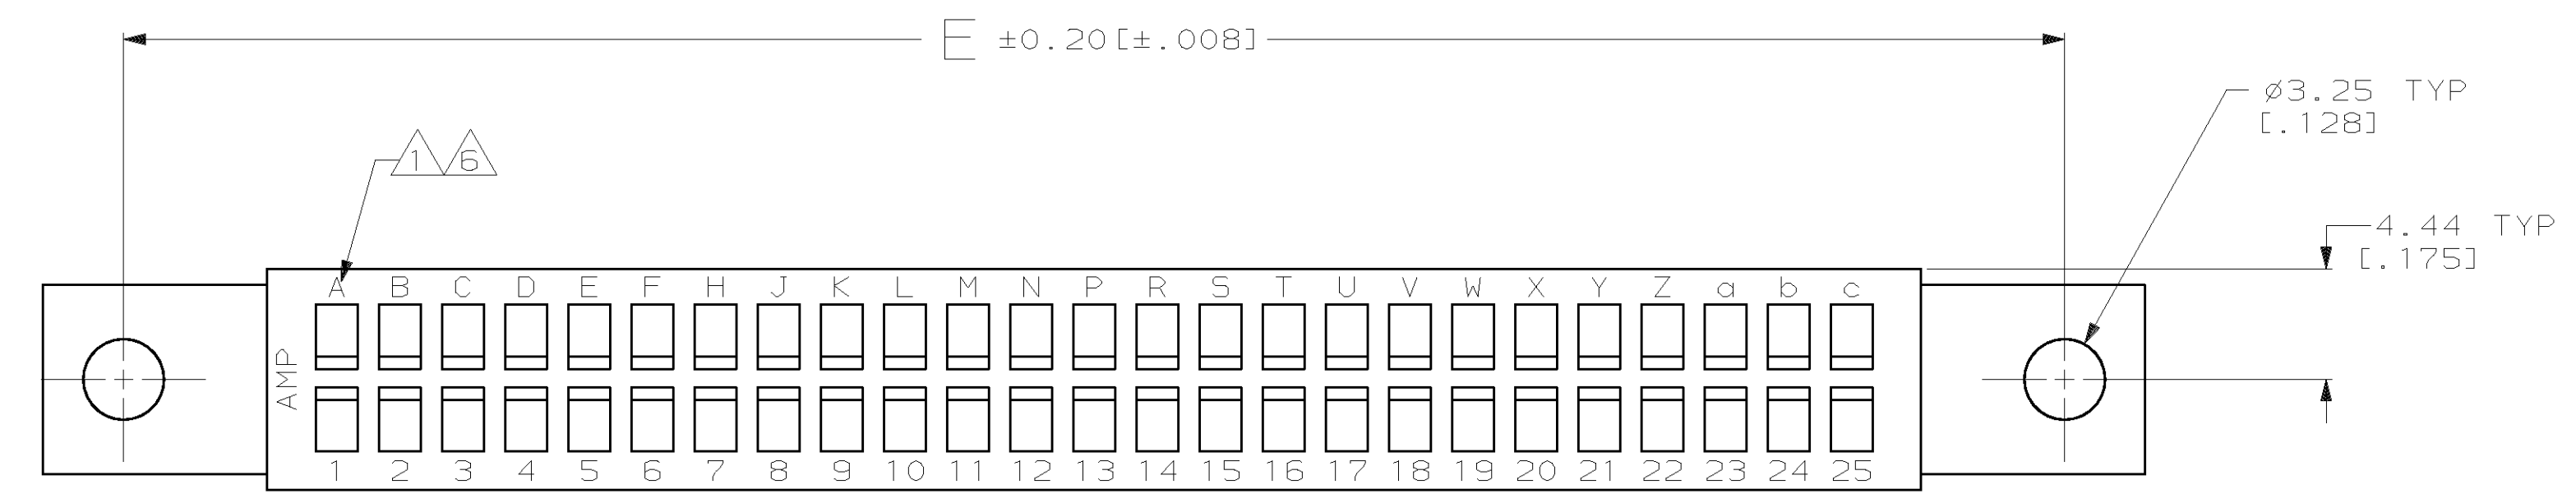 E ±0.20[±.008]
⌀3.25 TYP
[.128]
1 6
4.44 TYP
[.175]
A B C D E F H J K L M N P R S T U V W X Y Z a b c
AMP
1 2 3 4 5 6 7 8 9 10 11 12 13 14 15 16 17 18 19 20 21 22 23 24 25